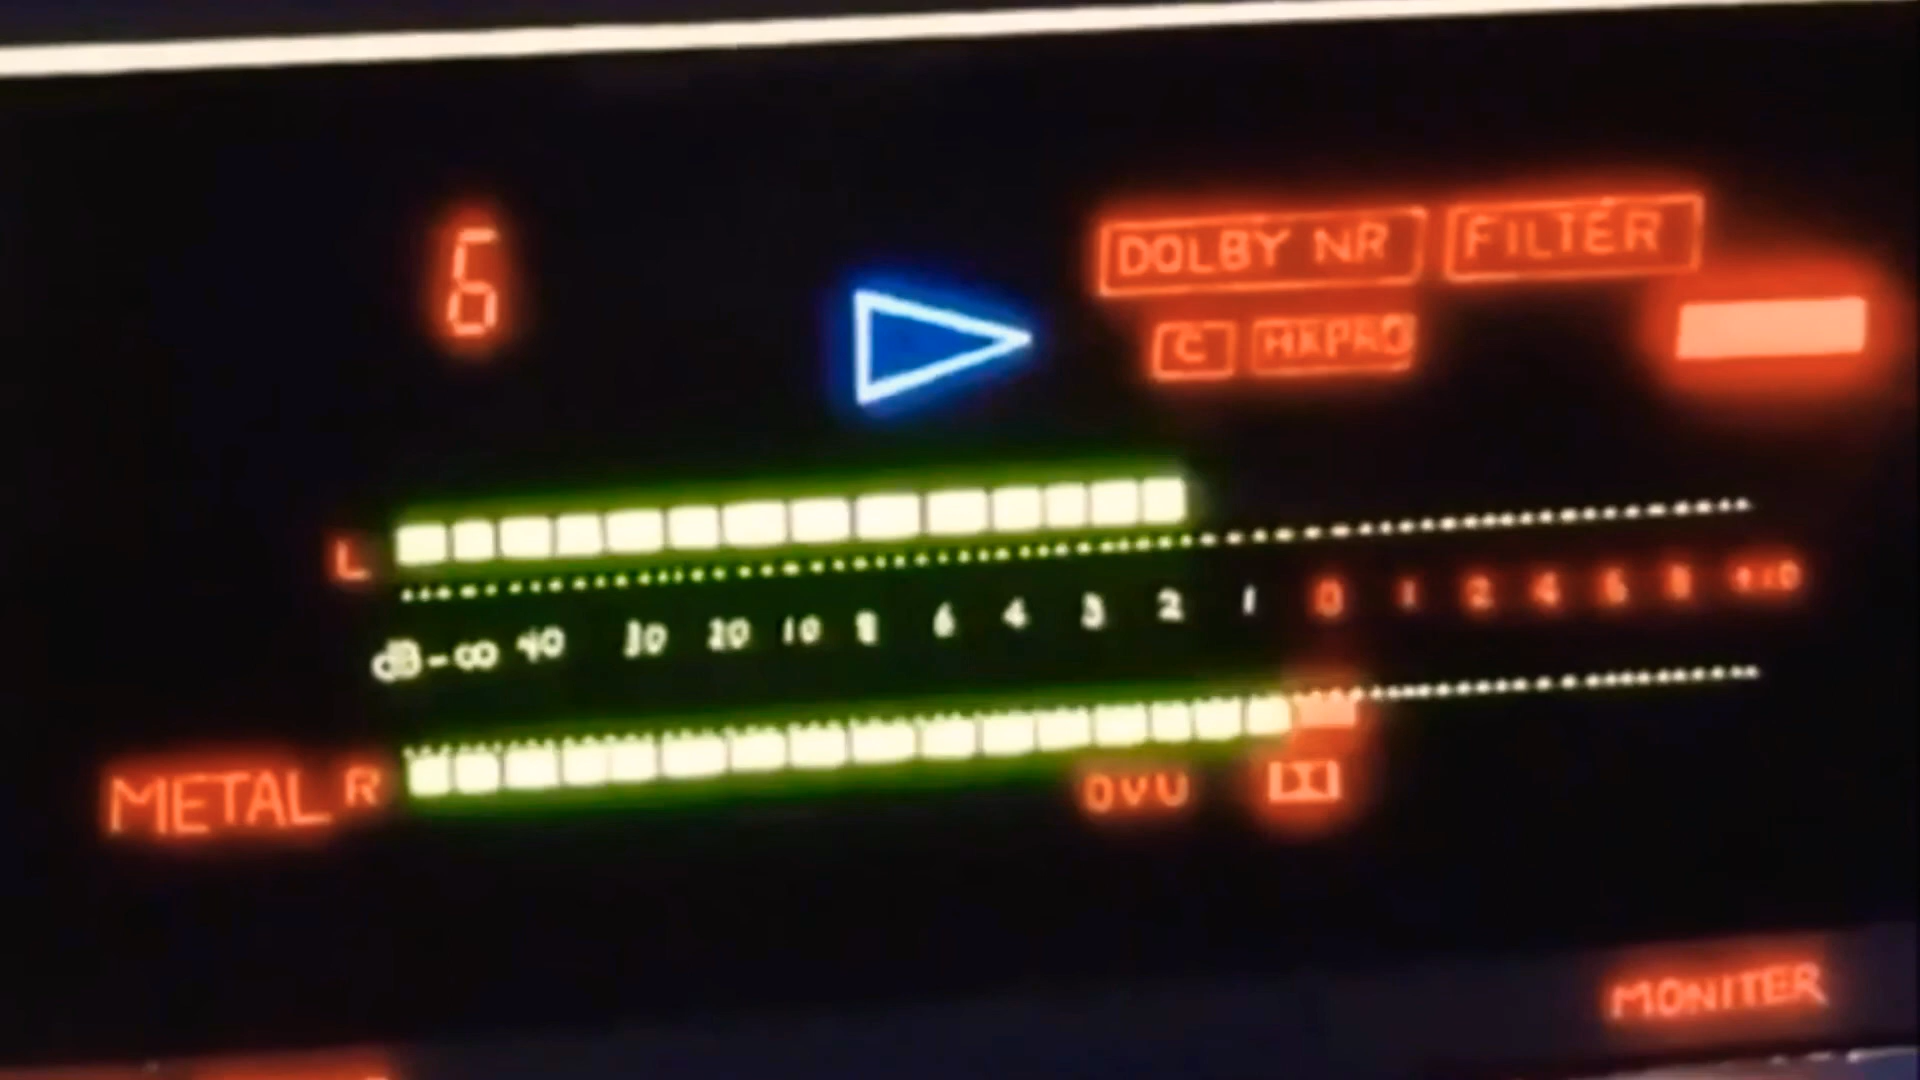 6
DOLBY NR FILTER
C HXPRO
L
dB-∞ 40 30 20 10 8 6 4 3 2 1 0 1 2 4 6 8 +10
METAL R
OVU
MONITER